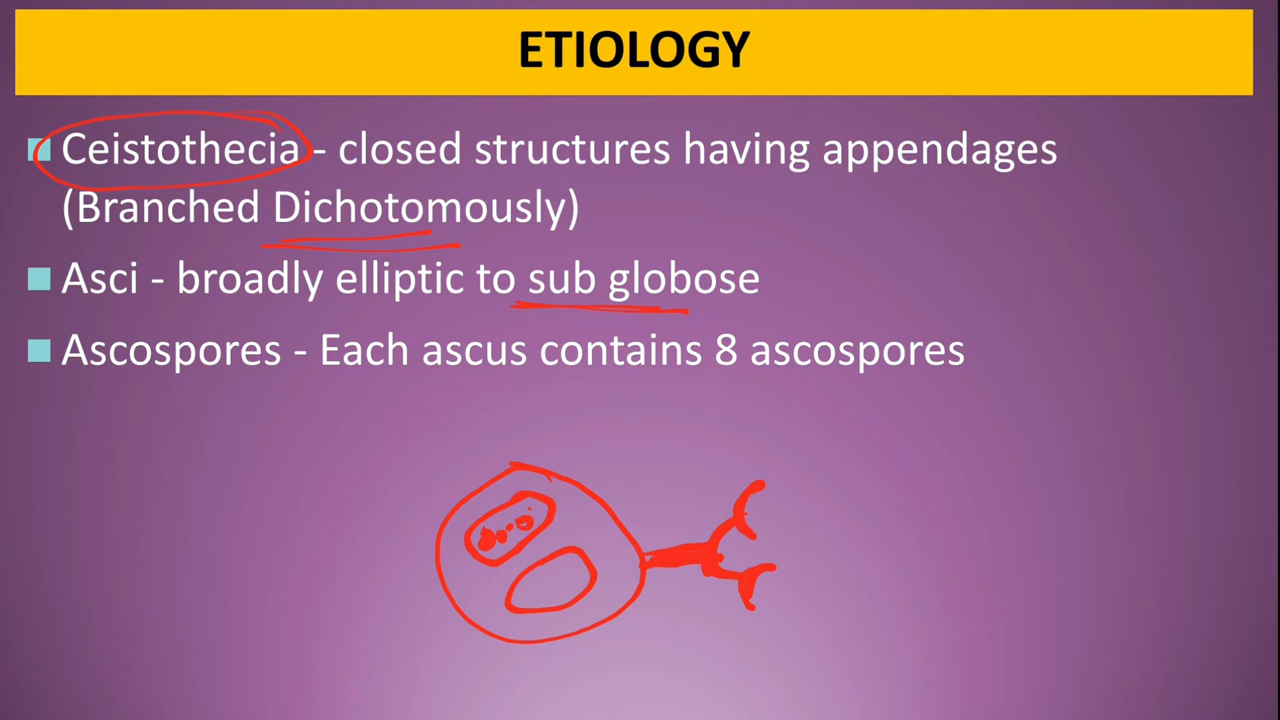 ETIOLOGY
Ceistothecia - closed structures having appendages
(Branched Dichotomously)
Asci - broadly elliptic to sub globose
Ascospores - Each ascus contains 8 ascospores